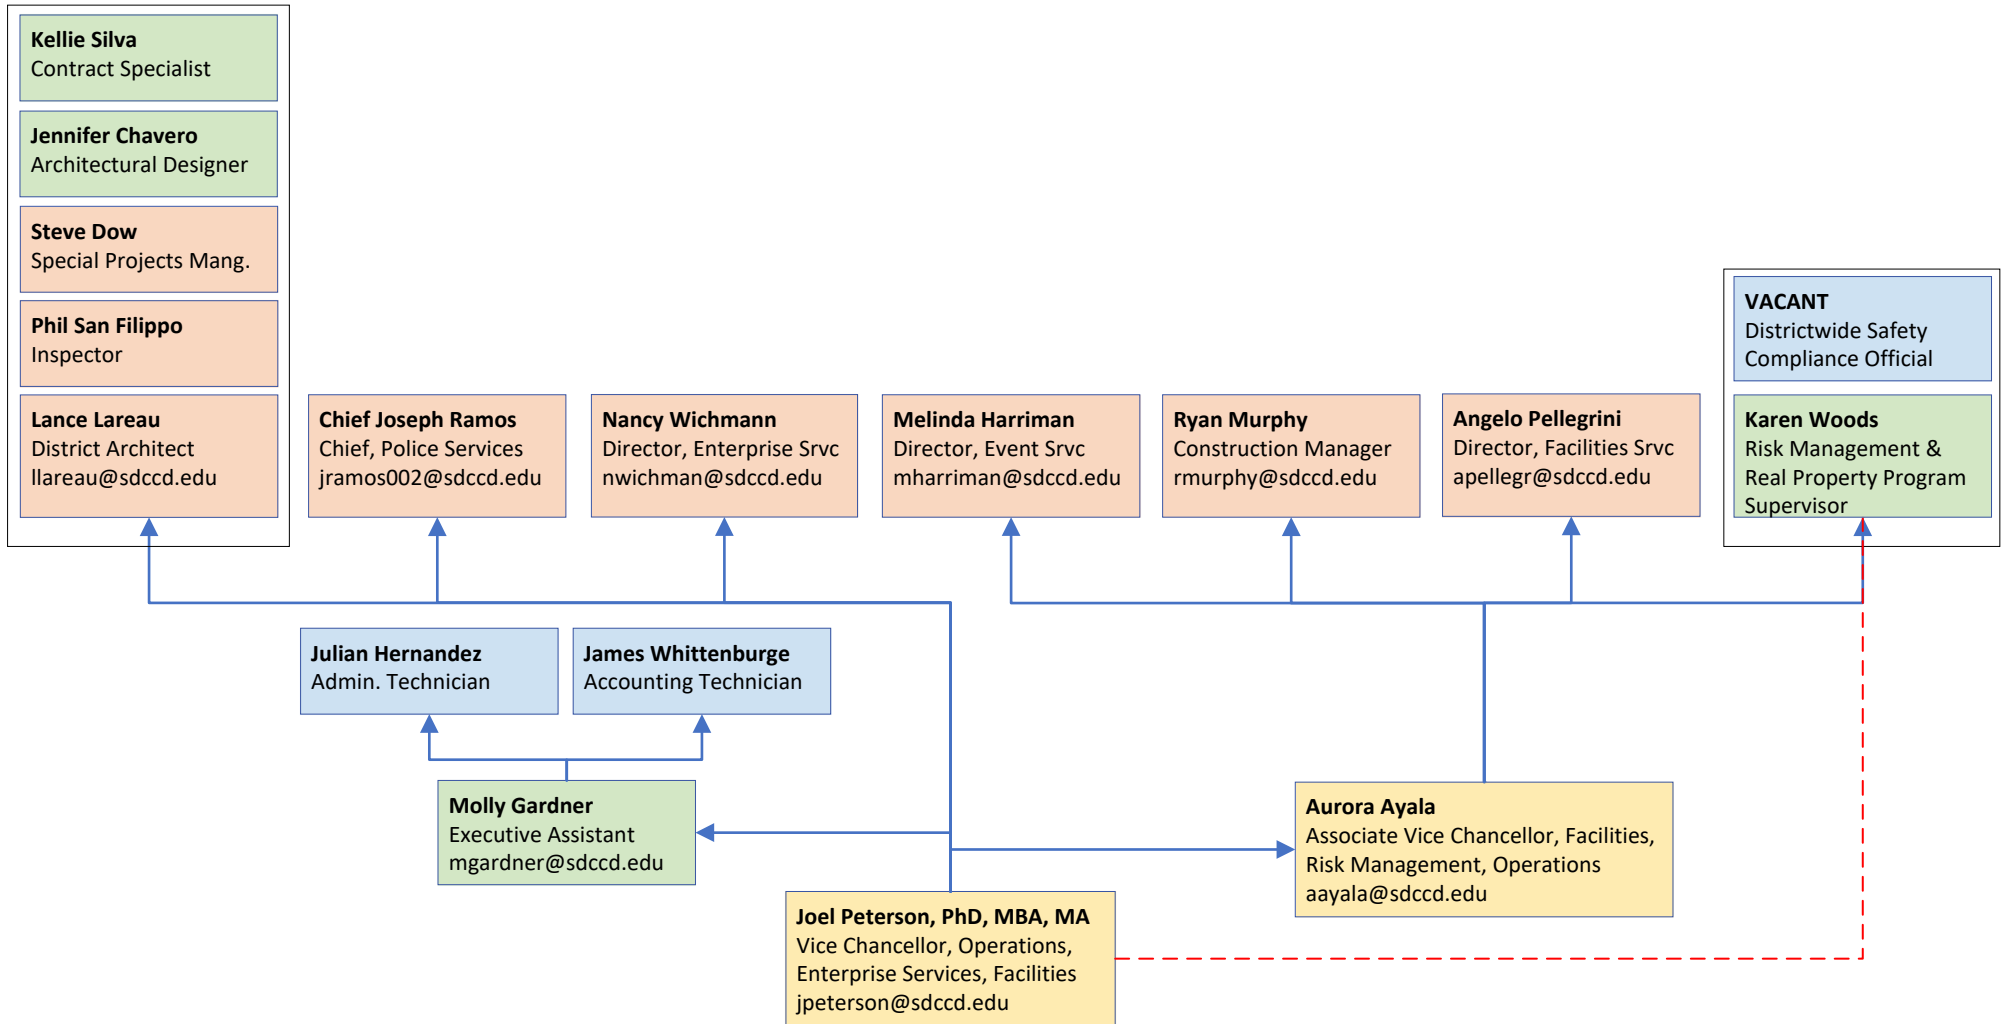 Kellie Silva
Contract Specialist
Jennifer Chavero
Architectural Designer
Steve Dow
Special Projects Mang.
Phil San Filippo
Inspector
Lance Lareau
District Architect
llareau@sdccd.edu
Chief Joseph Ramos
Chief, Police Services
jramos002@sdccd.edu
Nancy Wichmann
Director, Enterprise Srvc
nwichman@sdccd.edu
Melinda Harriman
Director, Event Srvc
mharriman@sdccd.edu
Ryan Murphy
Construction Manager
rmurphy@sdccd.edu
Angelo Pellegrini
Director, Facilities Srvc
apellegr@sdccd.edu
VACANT
Districtwide Safety
Compliance Official
Karen Woods
Risk Management &
Real Property Program
Supervisor
Julian Hernandez
Admin. Technician
James Whittenburge
Accounting Technician
Molly Gardner
Executive Assistant
mgardner@sdccd.edu
Aurora Ayala
Associate Vice Chancellor, Facilities,
Risk Management, Operations
aayala@sdccd.edu
Joel Peterson, PhD, MBA, MA
Vice Chancellor, Operations,
Enterprise Services, Facilities
jpeterson@sdccd.edu